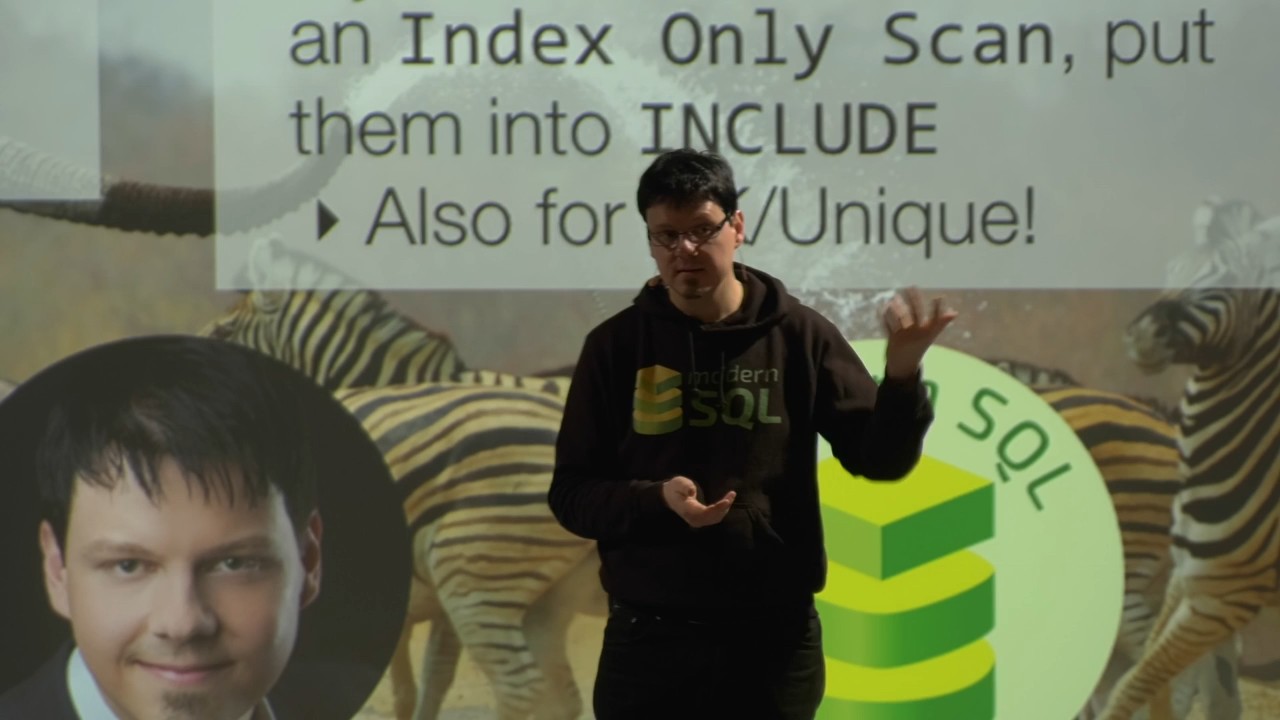 an Index Only Scan, put
them into INCLUDE
▸ Also for /Unique!
modern
SQL
SQL